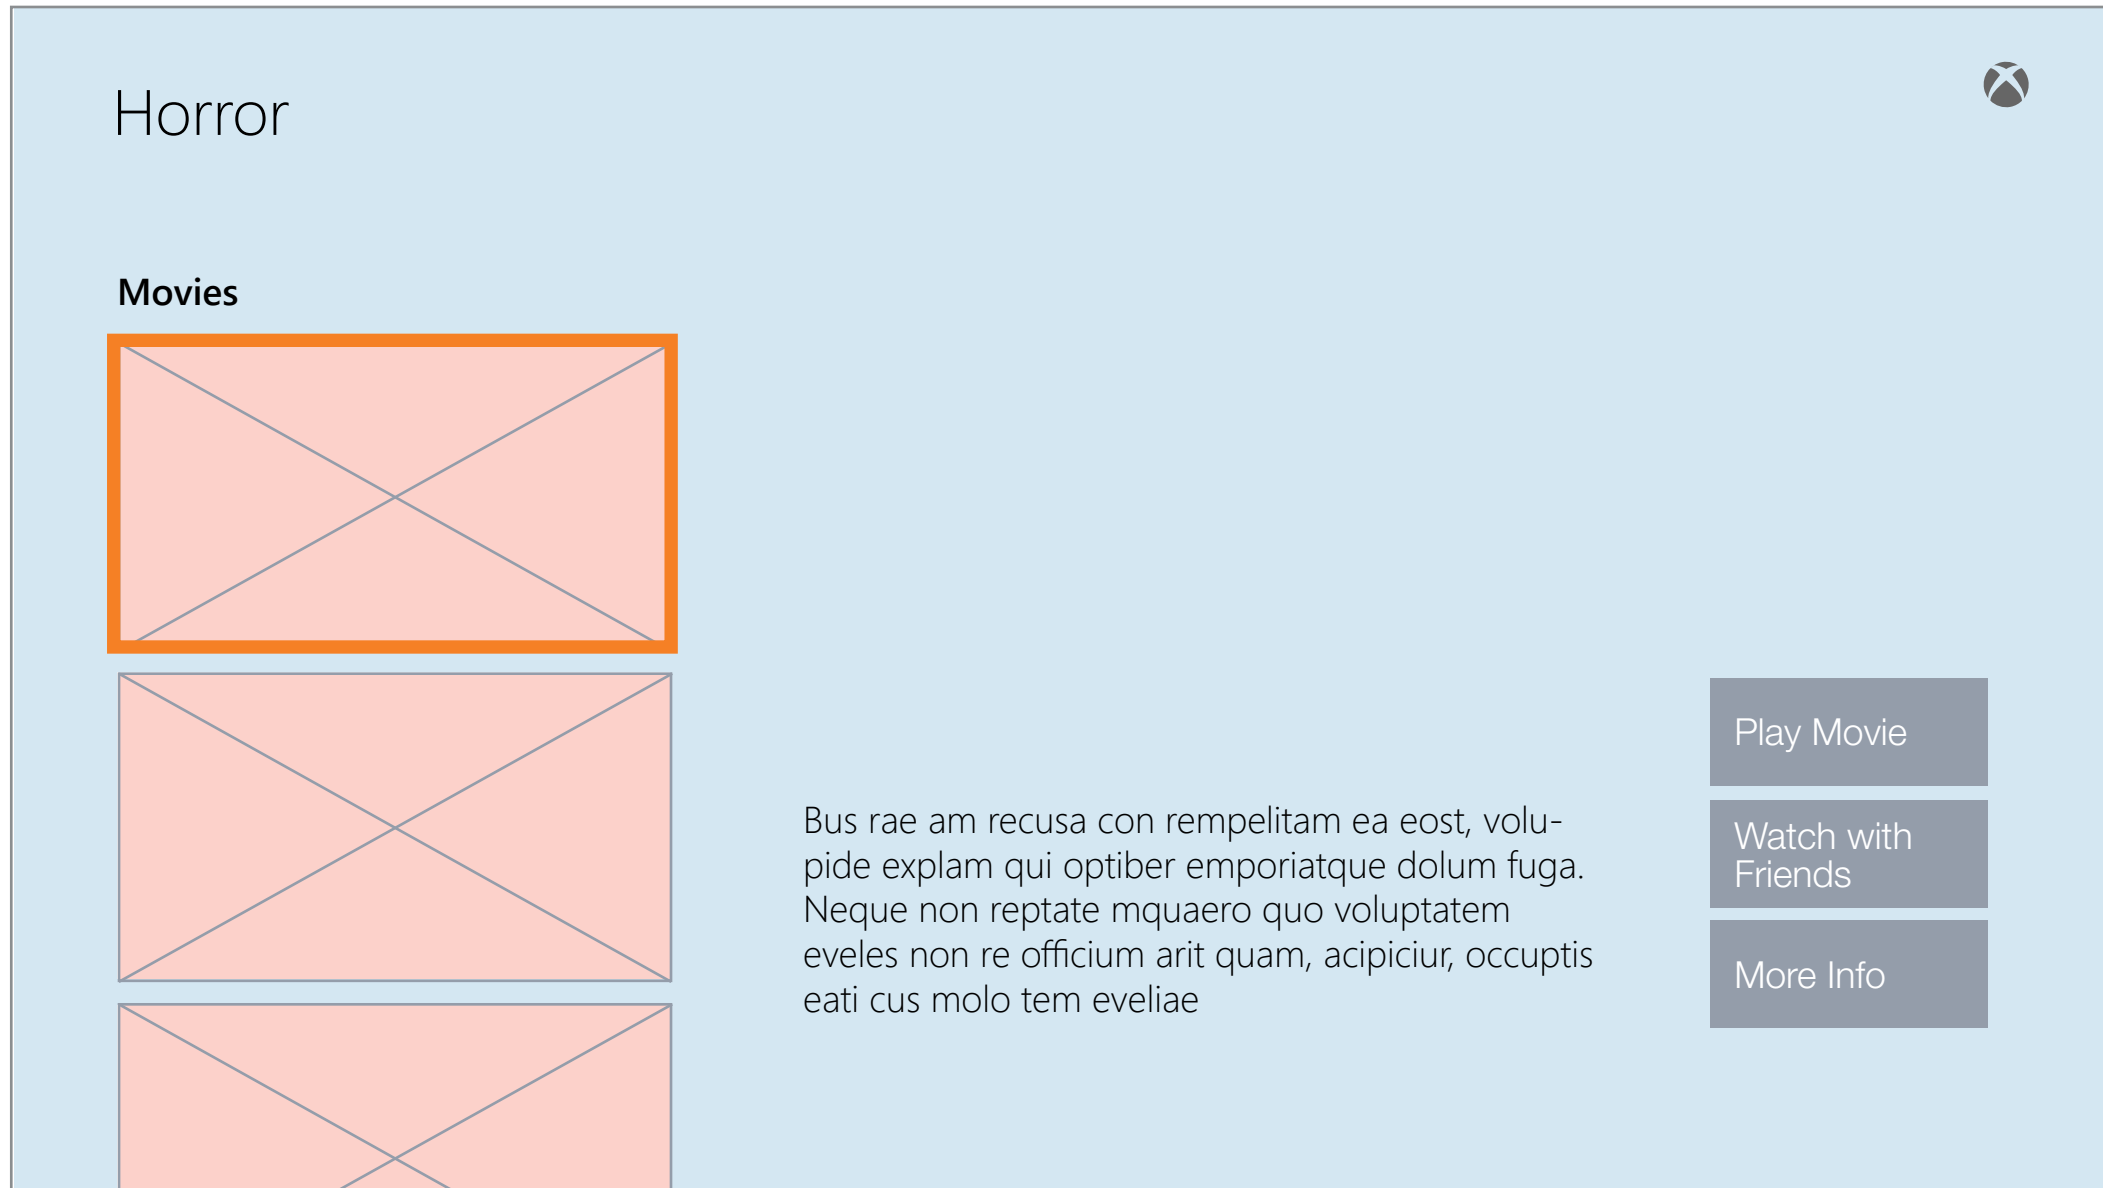 Horror
Movies
Bus rae am recusa con rempelitam ea eost, volu-
pide explam qui optiber emporiatque dolum fuga.
Neque non reptate mquaero quo voluptatem
eveles non re officium arit quam, acipiciur, occuptis
eati cus molo tem eveliae
Play Movie
Watch with
Friends
More Info